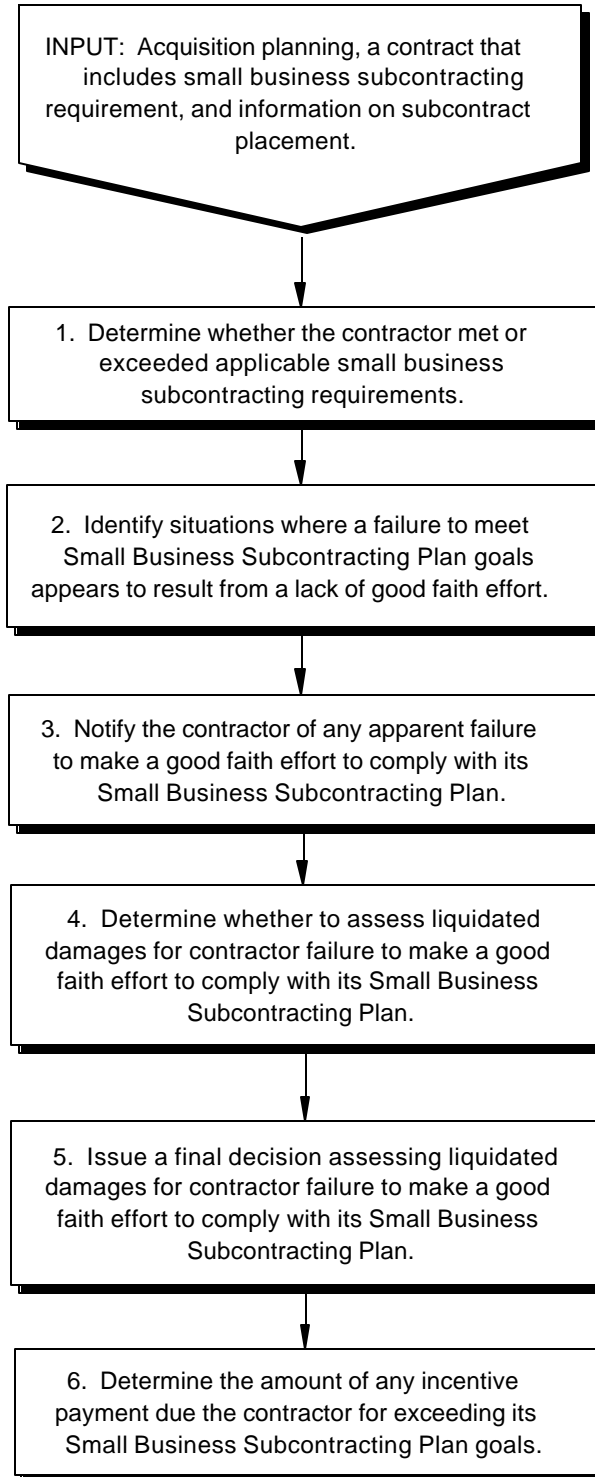 INPUT: Acquisition planning, a contract that
includes small business subcontracting
requirement, and information on subcontract
placement.
1. Determine whether the contractor met or
exceeded applicable small business
subcontracting requirements.
2. Identify situations where a failure to meet
Small Business Subcontracting Plan goals
appears to result from a lack of good faith effort.
3. Notify the contractor of any apparent failure
to make a good faith effort to comply with its
Small Business Subcontracting Plan.
4. Determine whether to assess liquidated
damages for contractor failure to make a good
faith effort to comply with its Small Business
Subcontracting Plan.
5. Issue a final decision assessing liquidated
damages for contractor failure to make a good
faith effort to comply with its Small Business
Subcontracting Plan.
6. Determine the amount of any incentive
payment due the contractor for exceeding its
Small Business Subcontracting Plan goals.